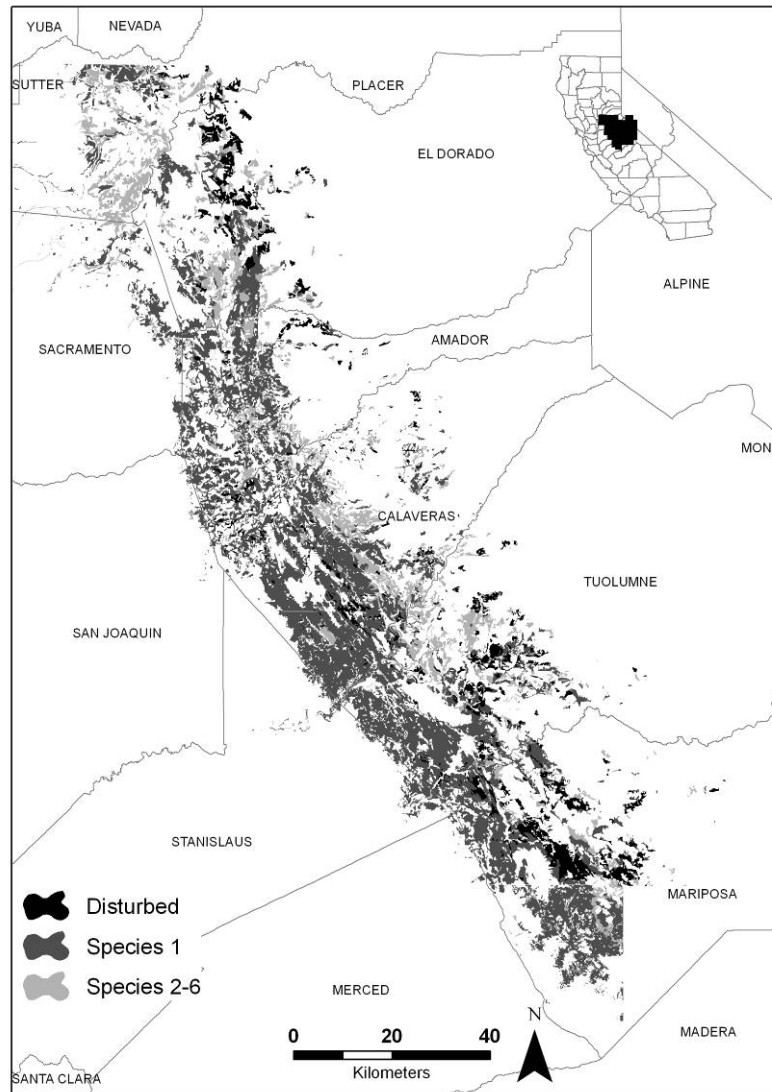 YUBA
NEVADA
SUTTER
PLACER
EL DORADO
ALPINE
AMADOR
SACRAMENTO
MON
CALAVERAS
TUOLUMNE
SAN JOAQUIN
STANISLAUS
Disturbed
MARIPOSA
Species 1
Species 2-6
MERCED
N
0 20 40
MADERA
Kilometers
SANTA CLARA